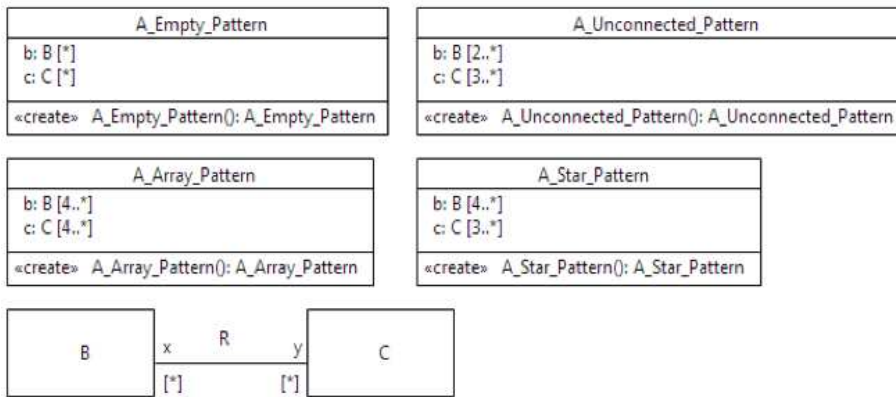 A_Empty_Pattern
b: B [*]
c: C [*]
«create» A_Empty_Pattern(): A_Empty_Pattern
A_Unconnected_Pattern
b: B [2..*]
c: C [3..*]
«create» A_Unconnected_Pattern(): A_Unconnected_Pattern
A_Array_Pattern
b: B [4..*]
c: C [4..*]
«create» A_Array_Pattern(): A_Array_Pattern
A_Star_Pattern
b: B [4..*]
c: C [3..*]
«create» A_Star_Pattern(): A_Star_Pattern
B
x R y
[*] [*]
C